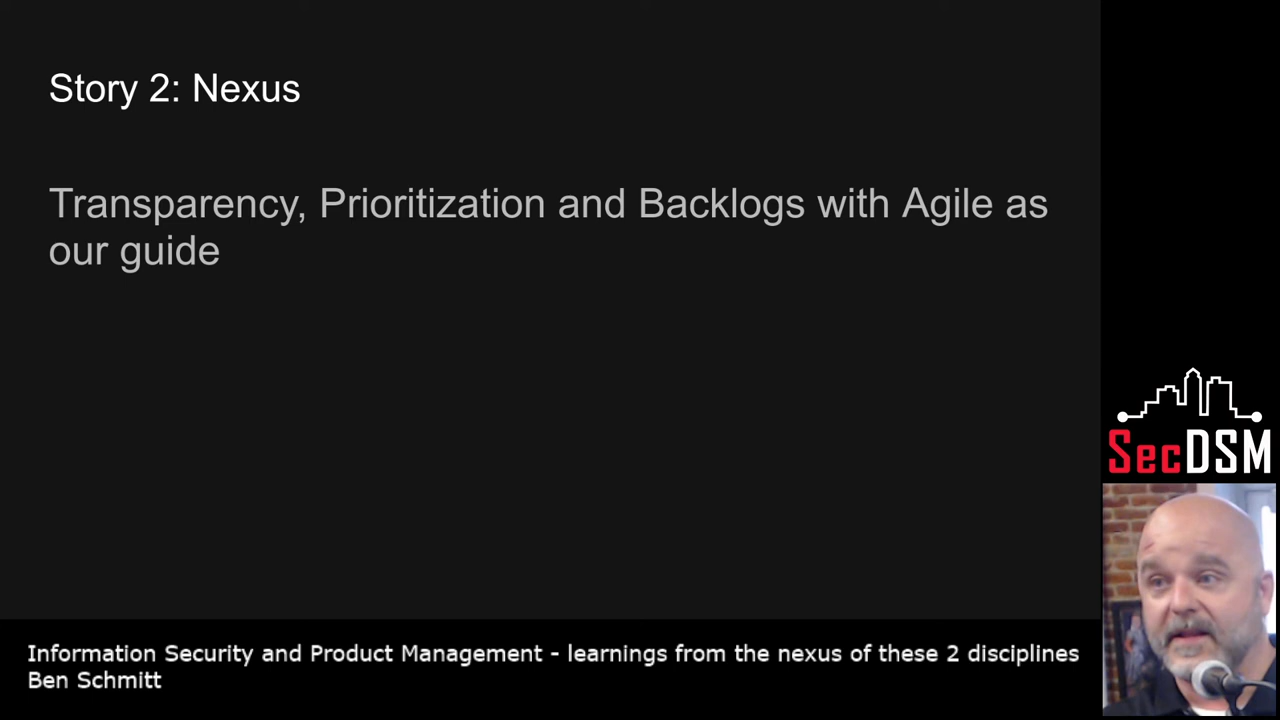 Story 2: Nexus
Transparency, Prioritization and Backlogs with Agile as
our guide
SecDSM
Information Security and Product Management - learnings from the nexus of these 2 disciplines
Ben Schmitt